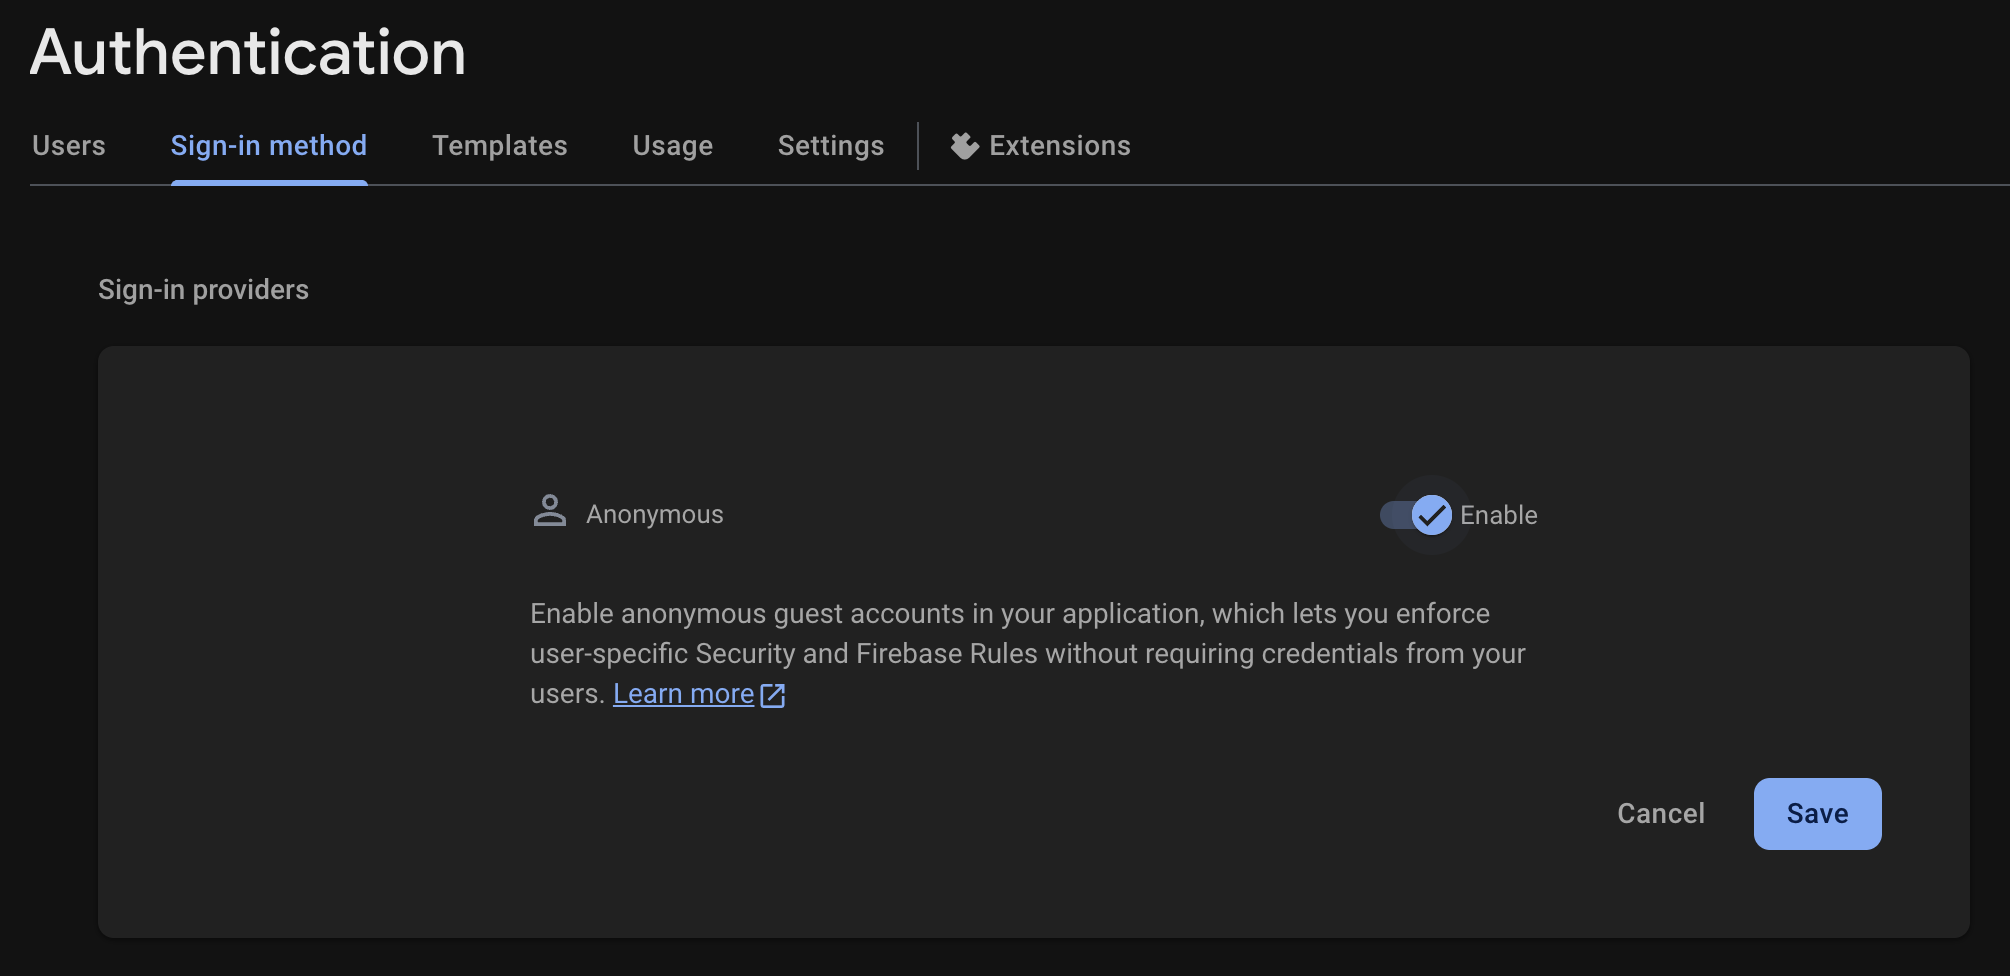 Authentication
Users Sign-in method Templates Usage Settings Extensions
Sign-in providers
Anonymous Enable
Enable anonymous guest accounts in your application, which lets you enforce
user-specific Security and Firebase Rules without requiring credentials from your
users. Learn more
Cancel Save